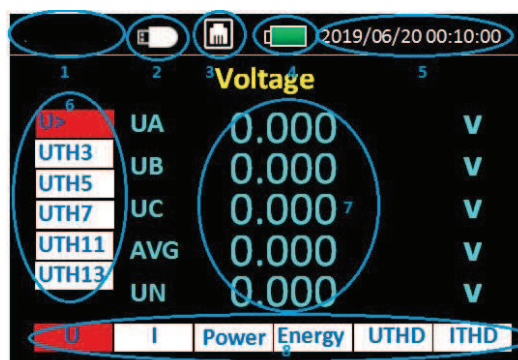 2019/06/20 00:10:00
1 2 3 4 5
Voltage
6
U> UA 0.000 V
UTH3
UTH5 UB 0.000 V
UTH7 UC 0.000 7 V
UTH11 AVG 0.000 V
UTH13 UN 0.000 V
U I Power Energy UTHD ITHD
8